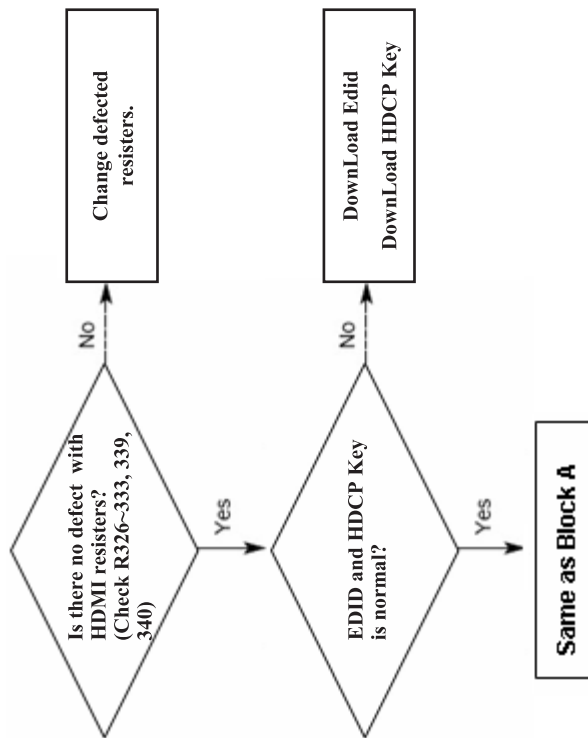 Is there no defect with
HDMI resisters?
(Check R326~333, 339,
340)
No
Change defected
resisters.
Yes
EDID and HDCP Key
is normal?
No
DownLoad Edid
DownLoad HDCP Key
Yes
Same as Block A